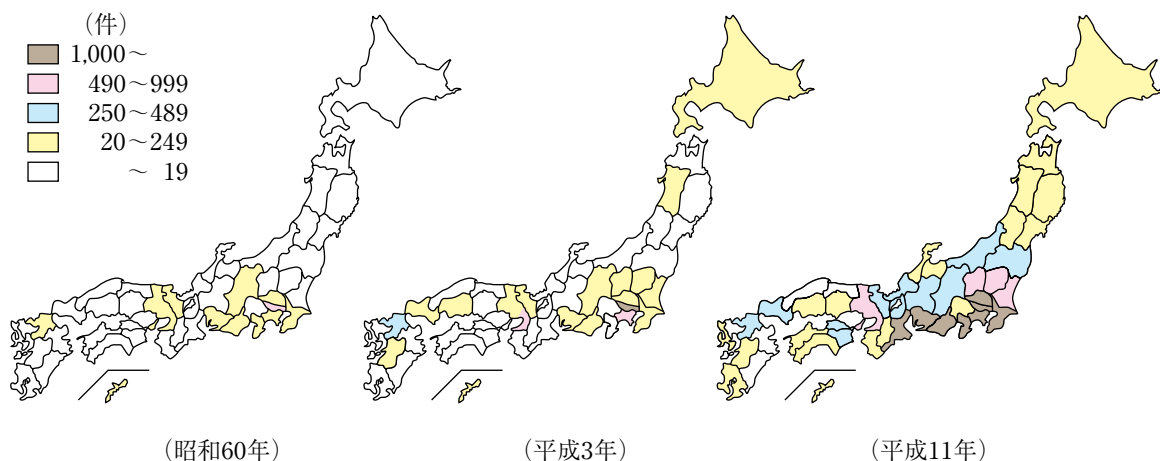 (件)
1,000～
490～999
250～489
20～249
～ 19
(昭和60年)
(平成3年)
(平成11年)